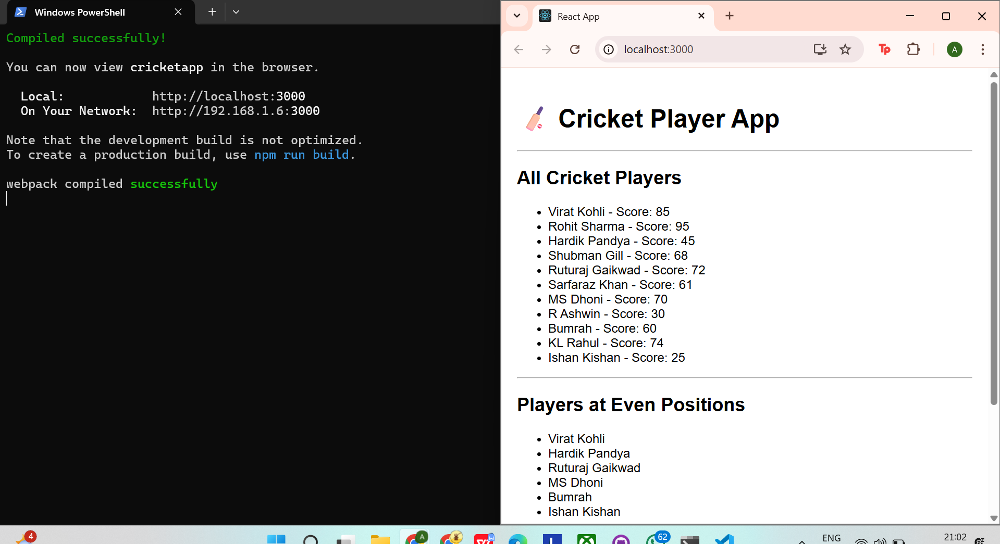 Windows PowerShell
Compiled successfully!
You can now view cricketapp in the browser.
Local: http://localhost:3000
On Your Network: http://192.168.1.6:3000
Note that the development build is not optimized.
To create a production build, use npm run build.
webpack compiled successfully
React App
localhost:3000
Tp
A
Cricket Player App
All Cricket Players
• Virat Kohli - Score: 85
• Rohit Sharma - Score: 95
• Hardik Pandya - Score: 45
• Shubman Gill - Score: 68
• Ruturaj Gaikwad - Score: 72
• Sarfaraz Khan - Score: 61
• MS Dhoni - Score: 70
• R Ashwin - Score: 30
• Bumrah - Score: 60
• KL Rahul - Score: 74
• Ishan Kishan - Score: 25
Players at Even Positions
• Virat Kohli
• Hardik Pandya
• Ruturaj Gaikwad
• MS Dhoni
• Bumrah
• Ishan Kishan
4
A
W
L
62
ENG
21:02